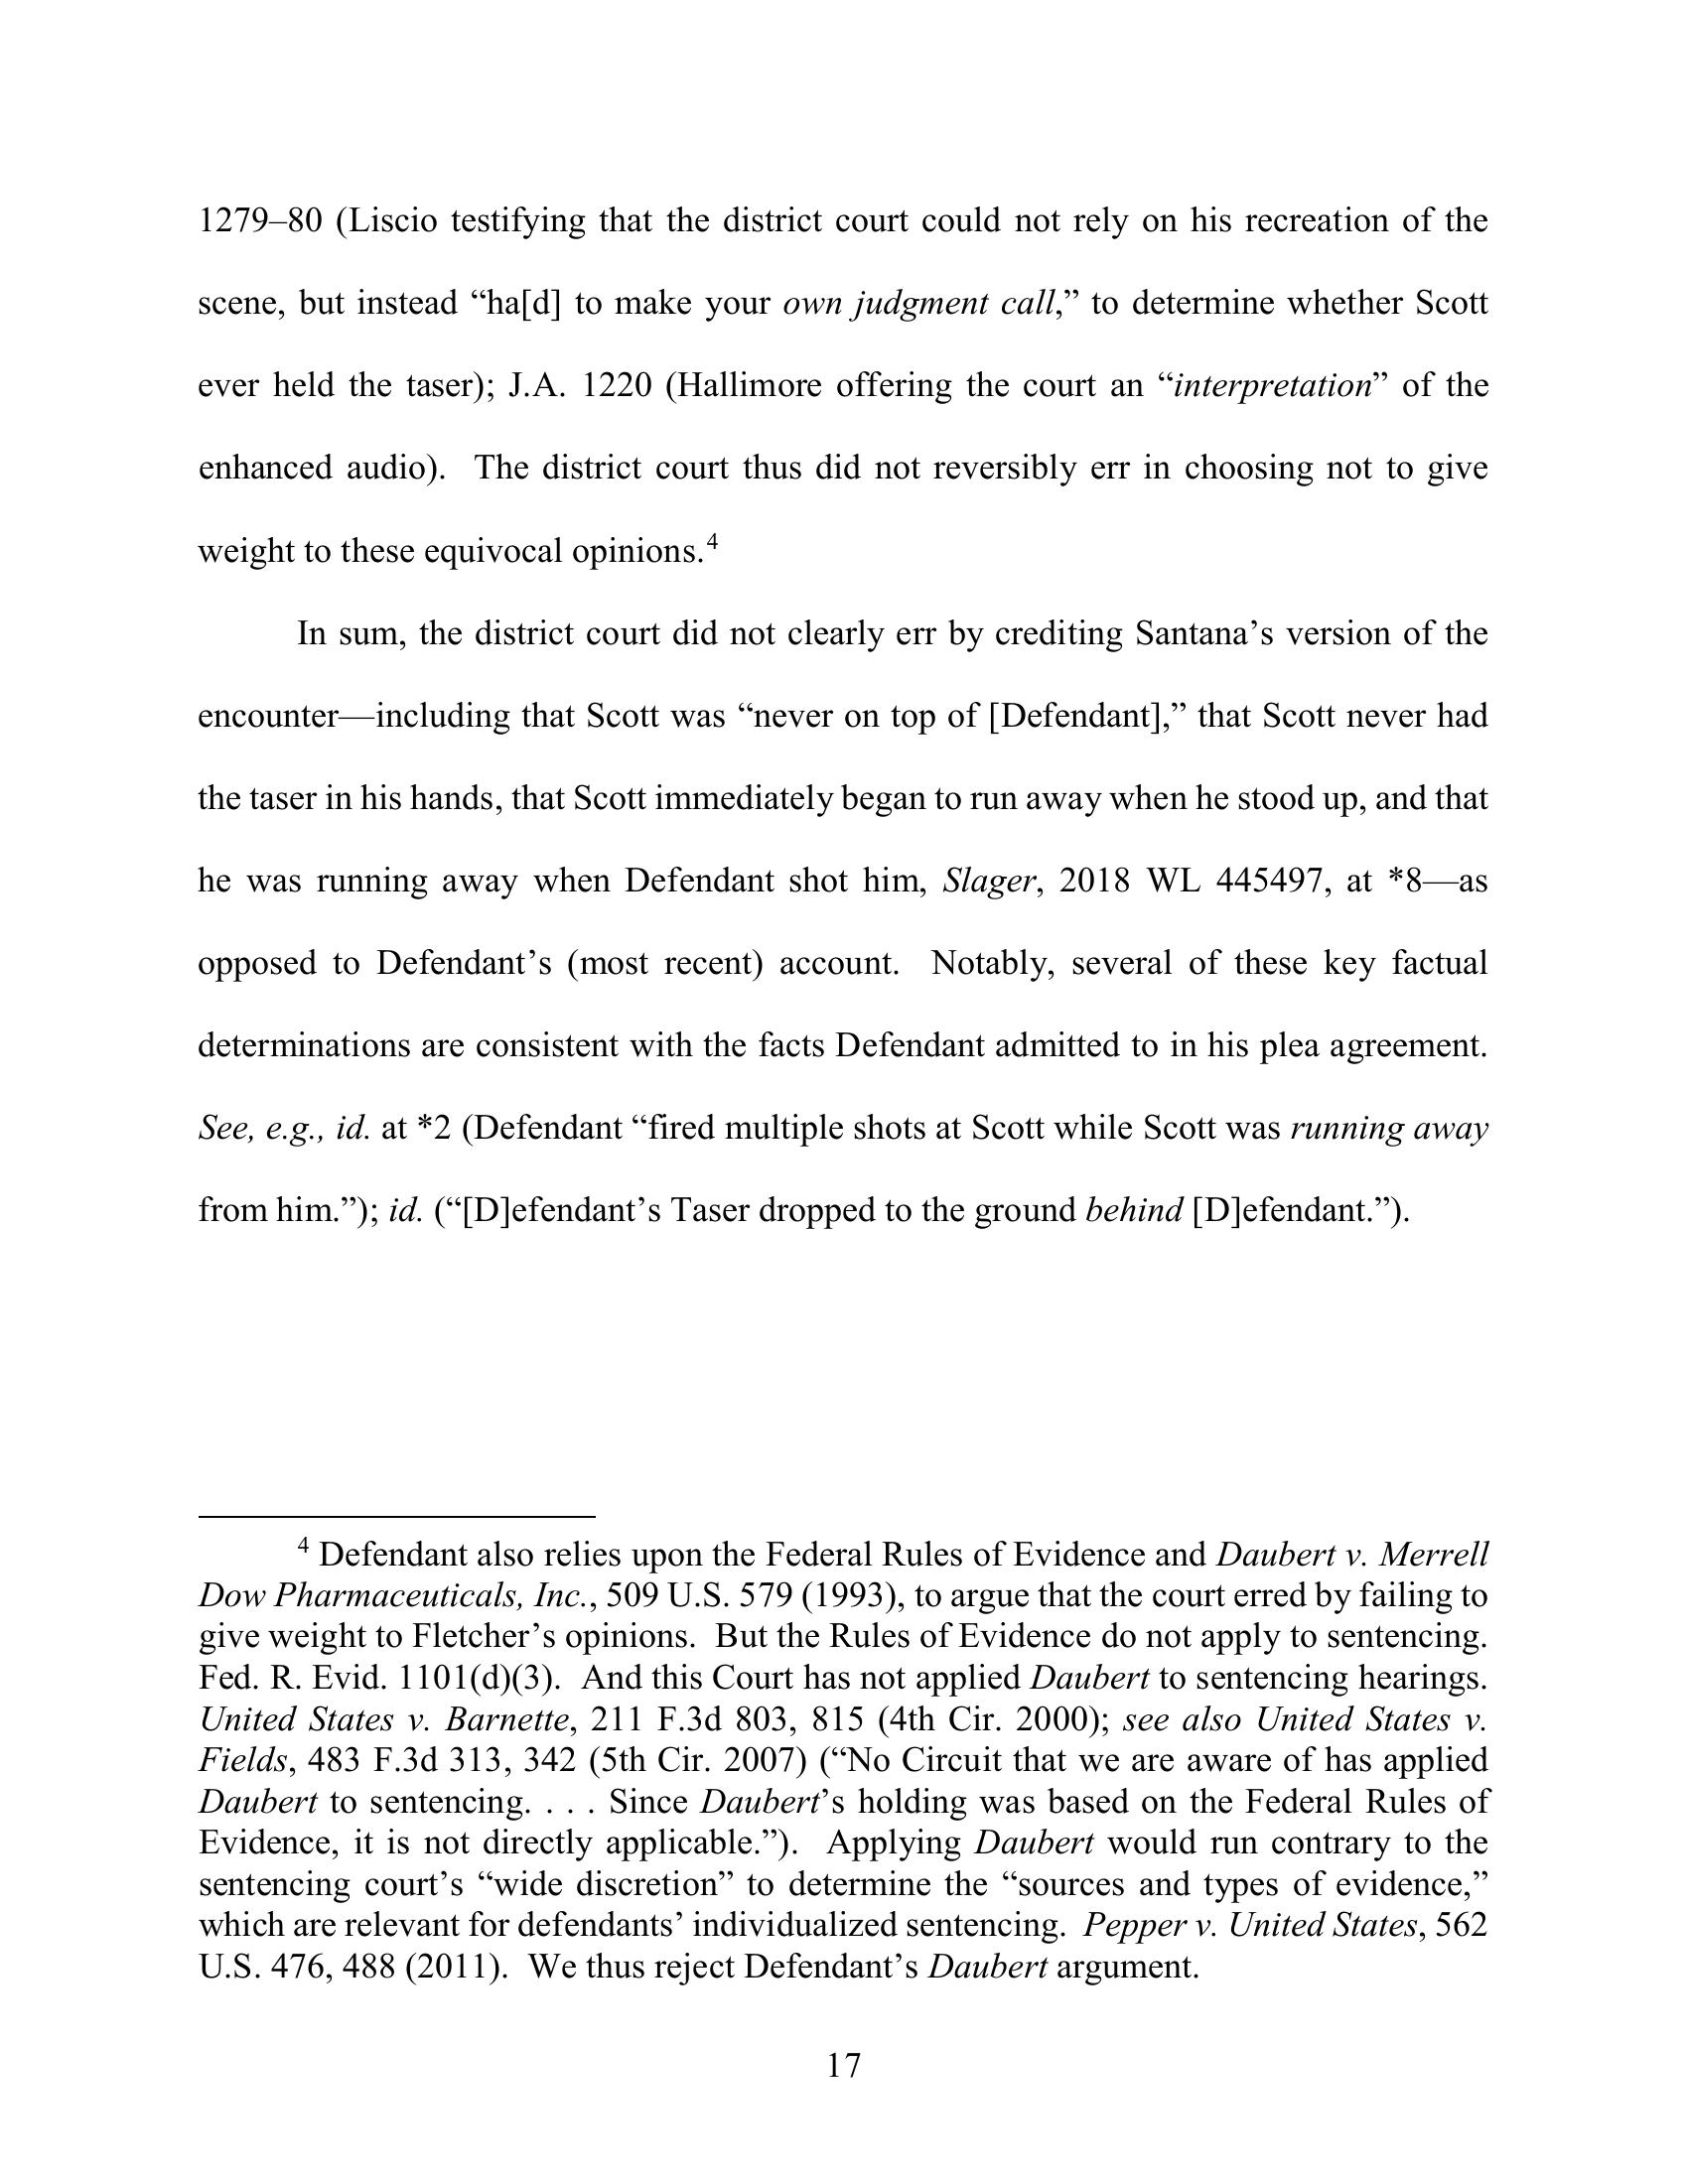 1279–80 (Liscio testifying that the district court could not rely on his recreation of the
scene, but instead “ha[d] to make your own judgment call,” to determine whether Scott
ever held the taser); J.A. 1220 (Hallimore offering the court an “interpretation” of the
enhanced audio).  The district court thus did not reversibly err in choosing not to give
weight to these equivocal opinions.4
In sum, the district court did not clearly err by crediting Santana’s version of the
encounter—including that Scott was “never on top of [Defendant],” that Scott never had
the taser in his hands, that Scott immediately began to run away when he stood up, and that
he was running away when Defendant shot him, Slager, 2018 WL 445497, at *8—as
opposed to Defendant’s (most recent) account.  Notably, several of these key factual
determinations are consistent with the facts Defendant admitted to in his plea agreement.
See, e.g., id. at *2 (Defendant “fired multiple shots at Scott while Scott was running away
from him.”); id. (“[D]efendant’s Taser dropped to the ground behind [D]efendant.”).
4 Defendant also relies upon the Federal Rules of Evidence and Daubert v. Merrell
Dow Pharmaceuticals, Inc., 509 U.S. 579 (1993), to argue that the court erred by failing to
give weight to Fletcher’s opinions.  But the Rules of Evidence do not apply to sentencing.
Fed. R. Evid. 1101(d)(3).  And this Court has not applied Daubert to sentencing hearings.
United States v. Barnette, 211 F.3d 803, 815 (4th Cir. 2000); see also United States v.
Fields, 483 F.3d 313, 342 (5th Cir. 2007) (“No Circuit that we are aware of has applied
Daubert to sentencing. . . . Since Daubert’s holding was based on the Federal Rules of
Evidence, it is not directly applicable.”).  Applying Daubert would run contrary to the
sentencing court’s “wide discretion” to determine the “sources and types of evidence,”
which are relevant for defendants’ individualized sentencing.  Pepper v. United States, 562
U.S. 476, 488 (2011).  We thus reject Defendant’s Daubert argument.
17